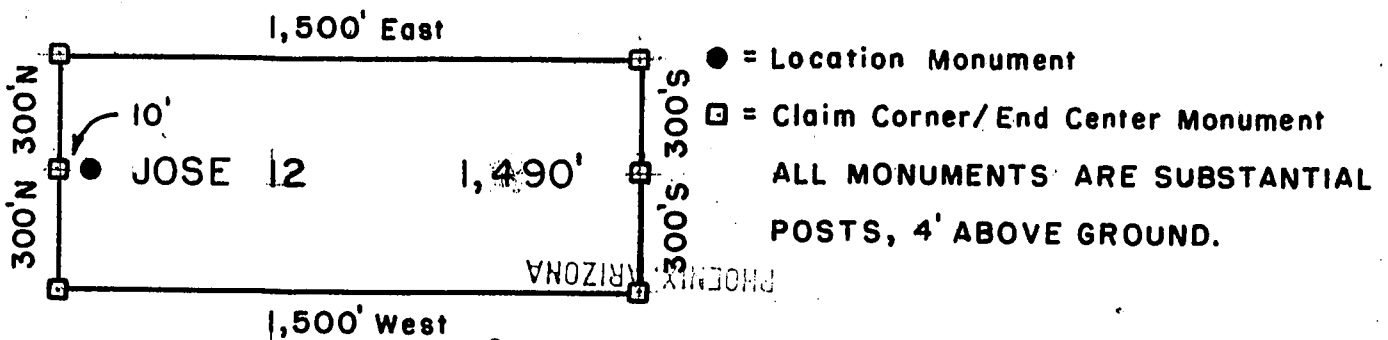 1,500' East
300'N
10'
300'N
JOSE 12
1,490'
300'S
300'S
1,500' West
PHOENIX, ARIZONA
● = Location Monument
⊡ = Claim Corner/End Center Monument
ALL MONUMENTS ARE SUBSTANTIAL
POSTS, 4' ABOVE GROUND.